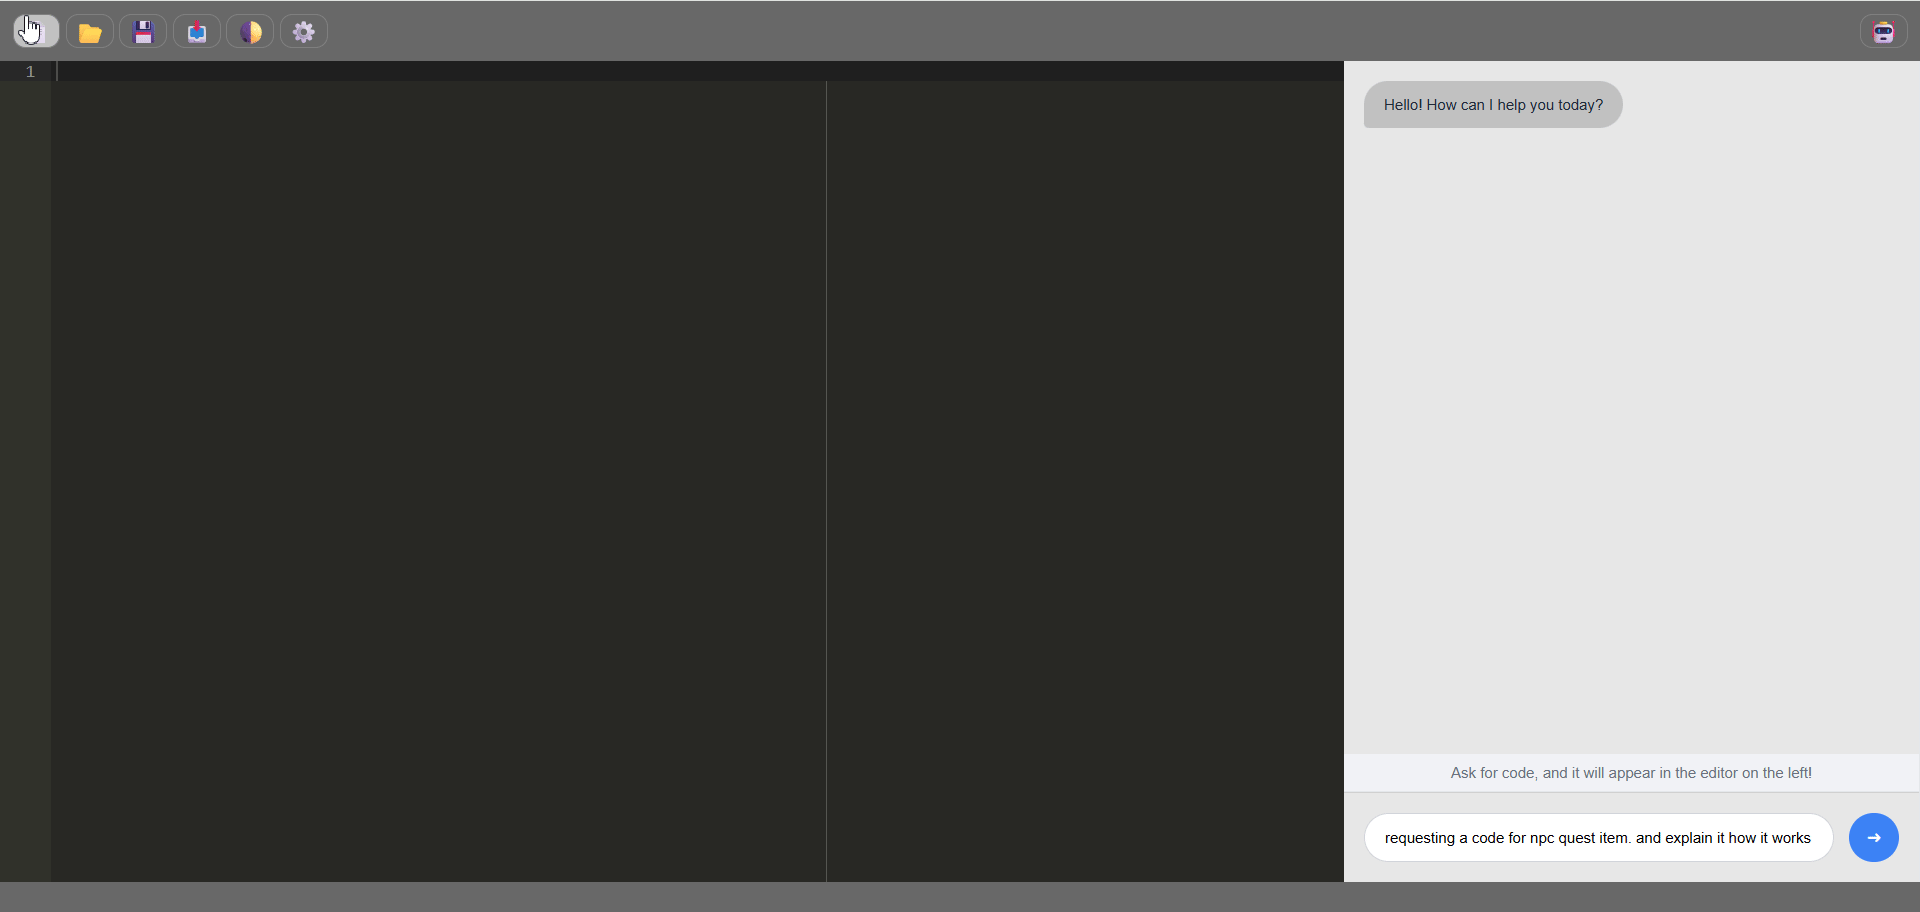 1
Hello! How can I help you today?
Ask for code, and it will appear in the editor on the left!
requesting a code for npc quest item. and explain it how it works